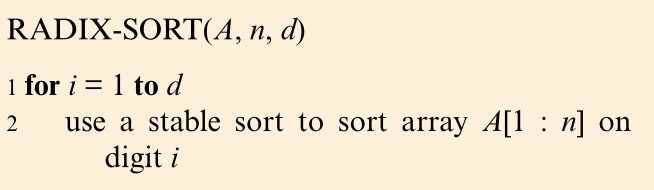 RADIX-SORT(A, n, d)
1 for i = 1 to d
2 use a stable sort to sort array A[1 : n] on
digit i